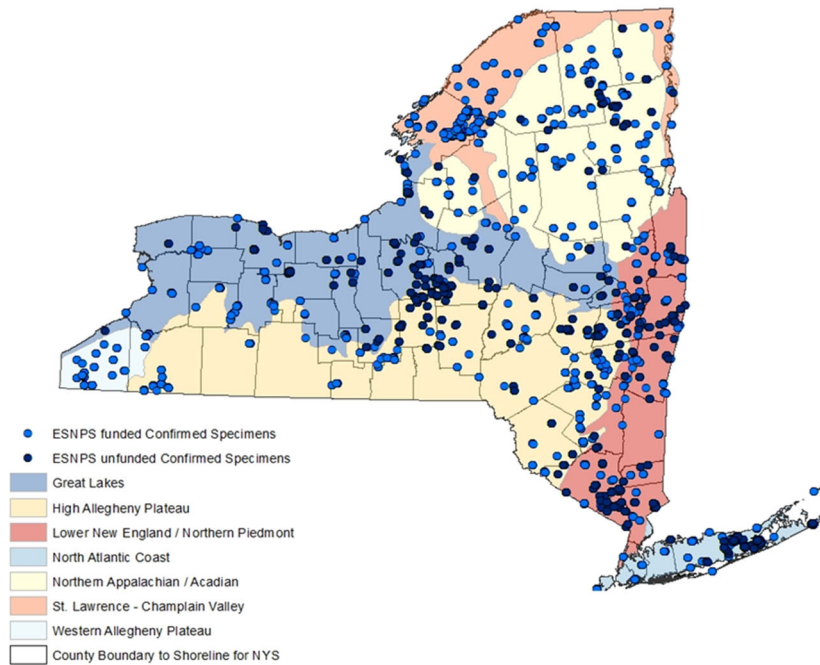 ESNPS funded Confirmed Specimens
ESNPS unfunded Confirmed Specimens
Great Lakes
High Allegheny Plateau
Lower New England / Northern Piedmont
North Atlantic Coast
Northern Appalachian / Acadian
St. Lawrence - Champlain Valley
Western Allegheny Plateau
County Boundary to Shoreline for NYS